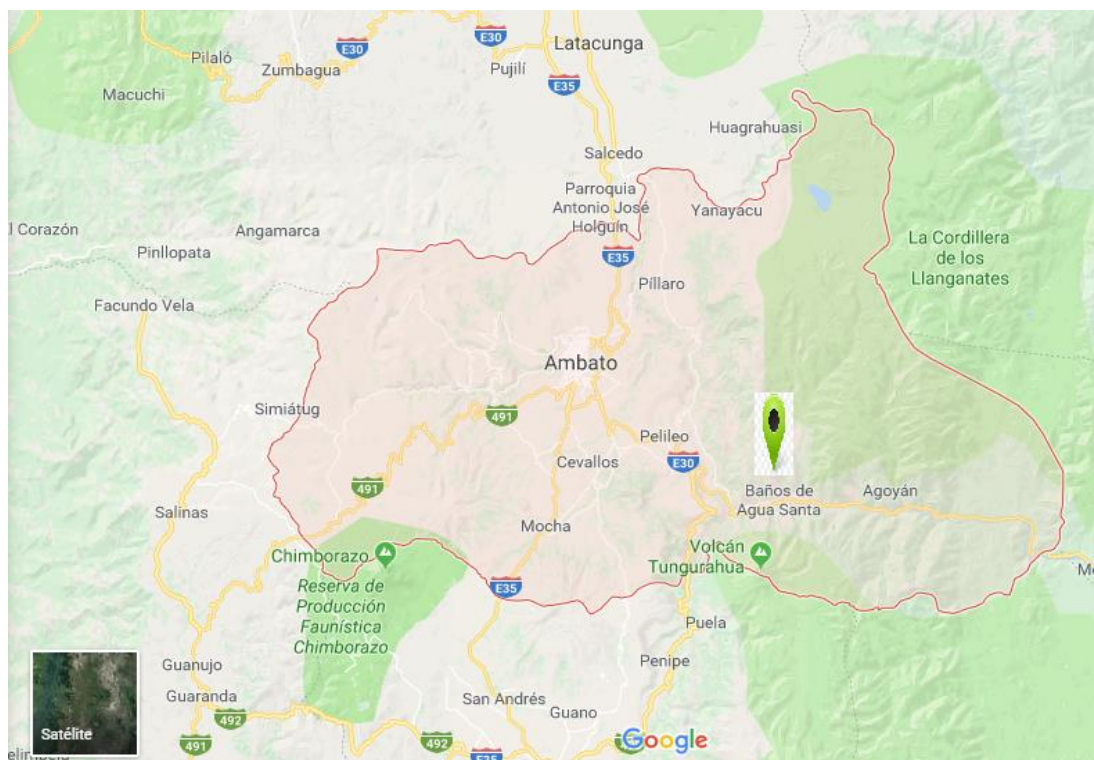 E30
E30
Latacunga
Pilaló
Zumbagua
Pujilí
E35
Macuchi
Huagrahuasi
Salcedo
Parroquia
Antonio José
Holguín
Yanayacu
l Corazón
Angamarca
Pinllopata
La Cordillera
de los
Llanganates
E35
Píllaro
Facundo Vela
Ambato
Simiátug
491
Pelileo
Cevallos
E30
491
Baños de
Agua Santa
Agoyán
Salinas
Mocha
Chimborazo
Volcán
Tungurahua
Reserva de
Producción
Faunística
Chimborazo
E35
Puela
Guanujo
Penipe
Guaranda
San Andrés
Guano
492
491
492
E35
Google
Satélite